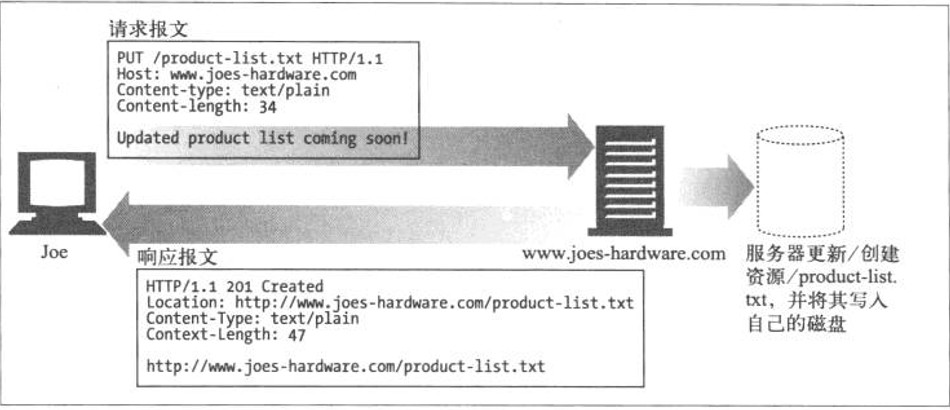 请求报文
PUT /product-list.txt HTTP/1.1
Host: www.joes-hardware.com
Content-type: text/plain
Content-length: 34
Updated product list coming soon!
Joe
www.joes-hardware.com
服务器更新/创建
资源/product-list.
txt，并将其写入
自己的磁盘
响应报文
HTTP/1.1 201 Created
Location: http://www.joes-hardware.com/product-list.txt
Content-Type: text/plain
Context-Length: 47
http://www.joes-hardware.com/product-list.txt